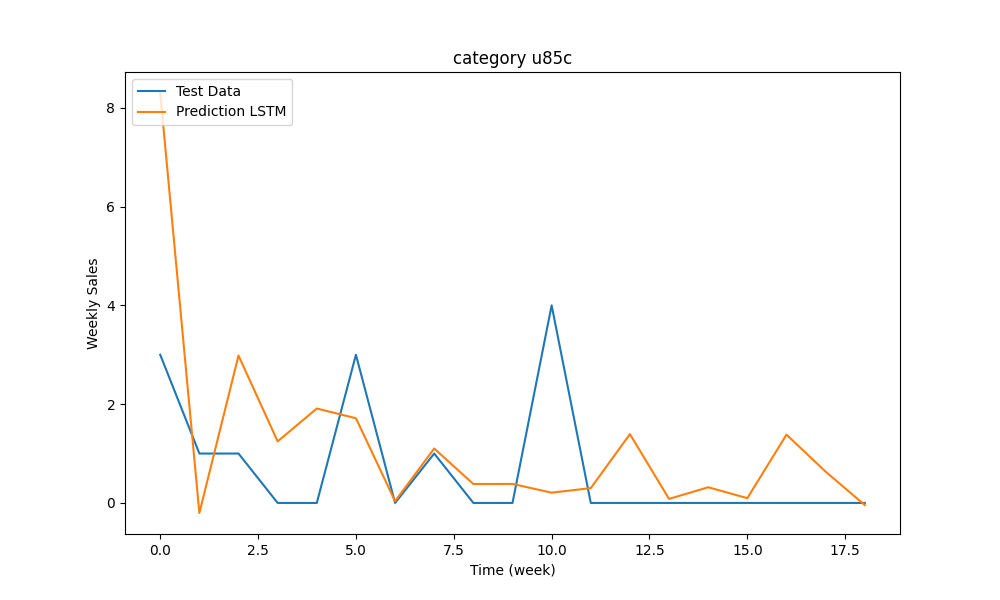 category u85c
Test Data
Prediction LSTM
8
6
4
2
0
Weekly Sales
0.0 2.5 5.0 7.5 10.0 12.5 15.0 17.5
Time (week)